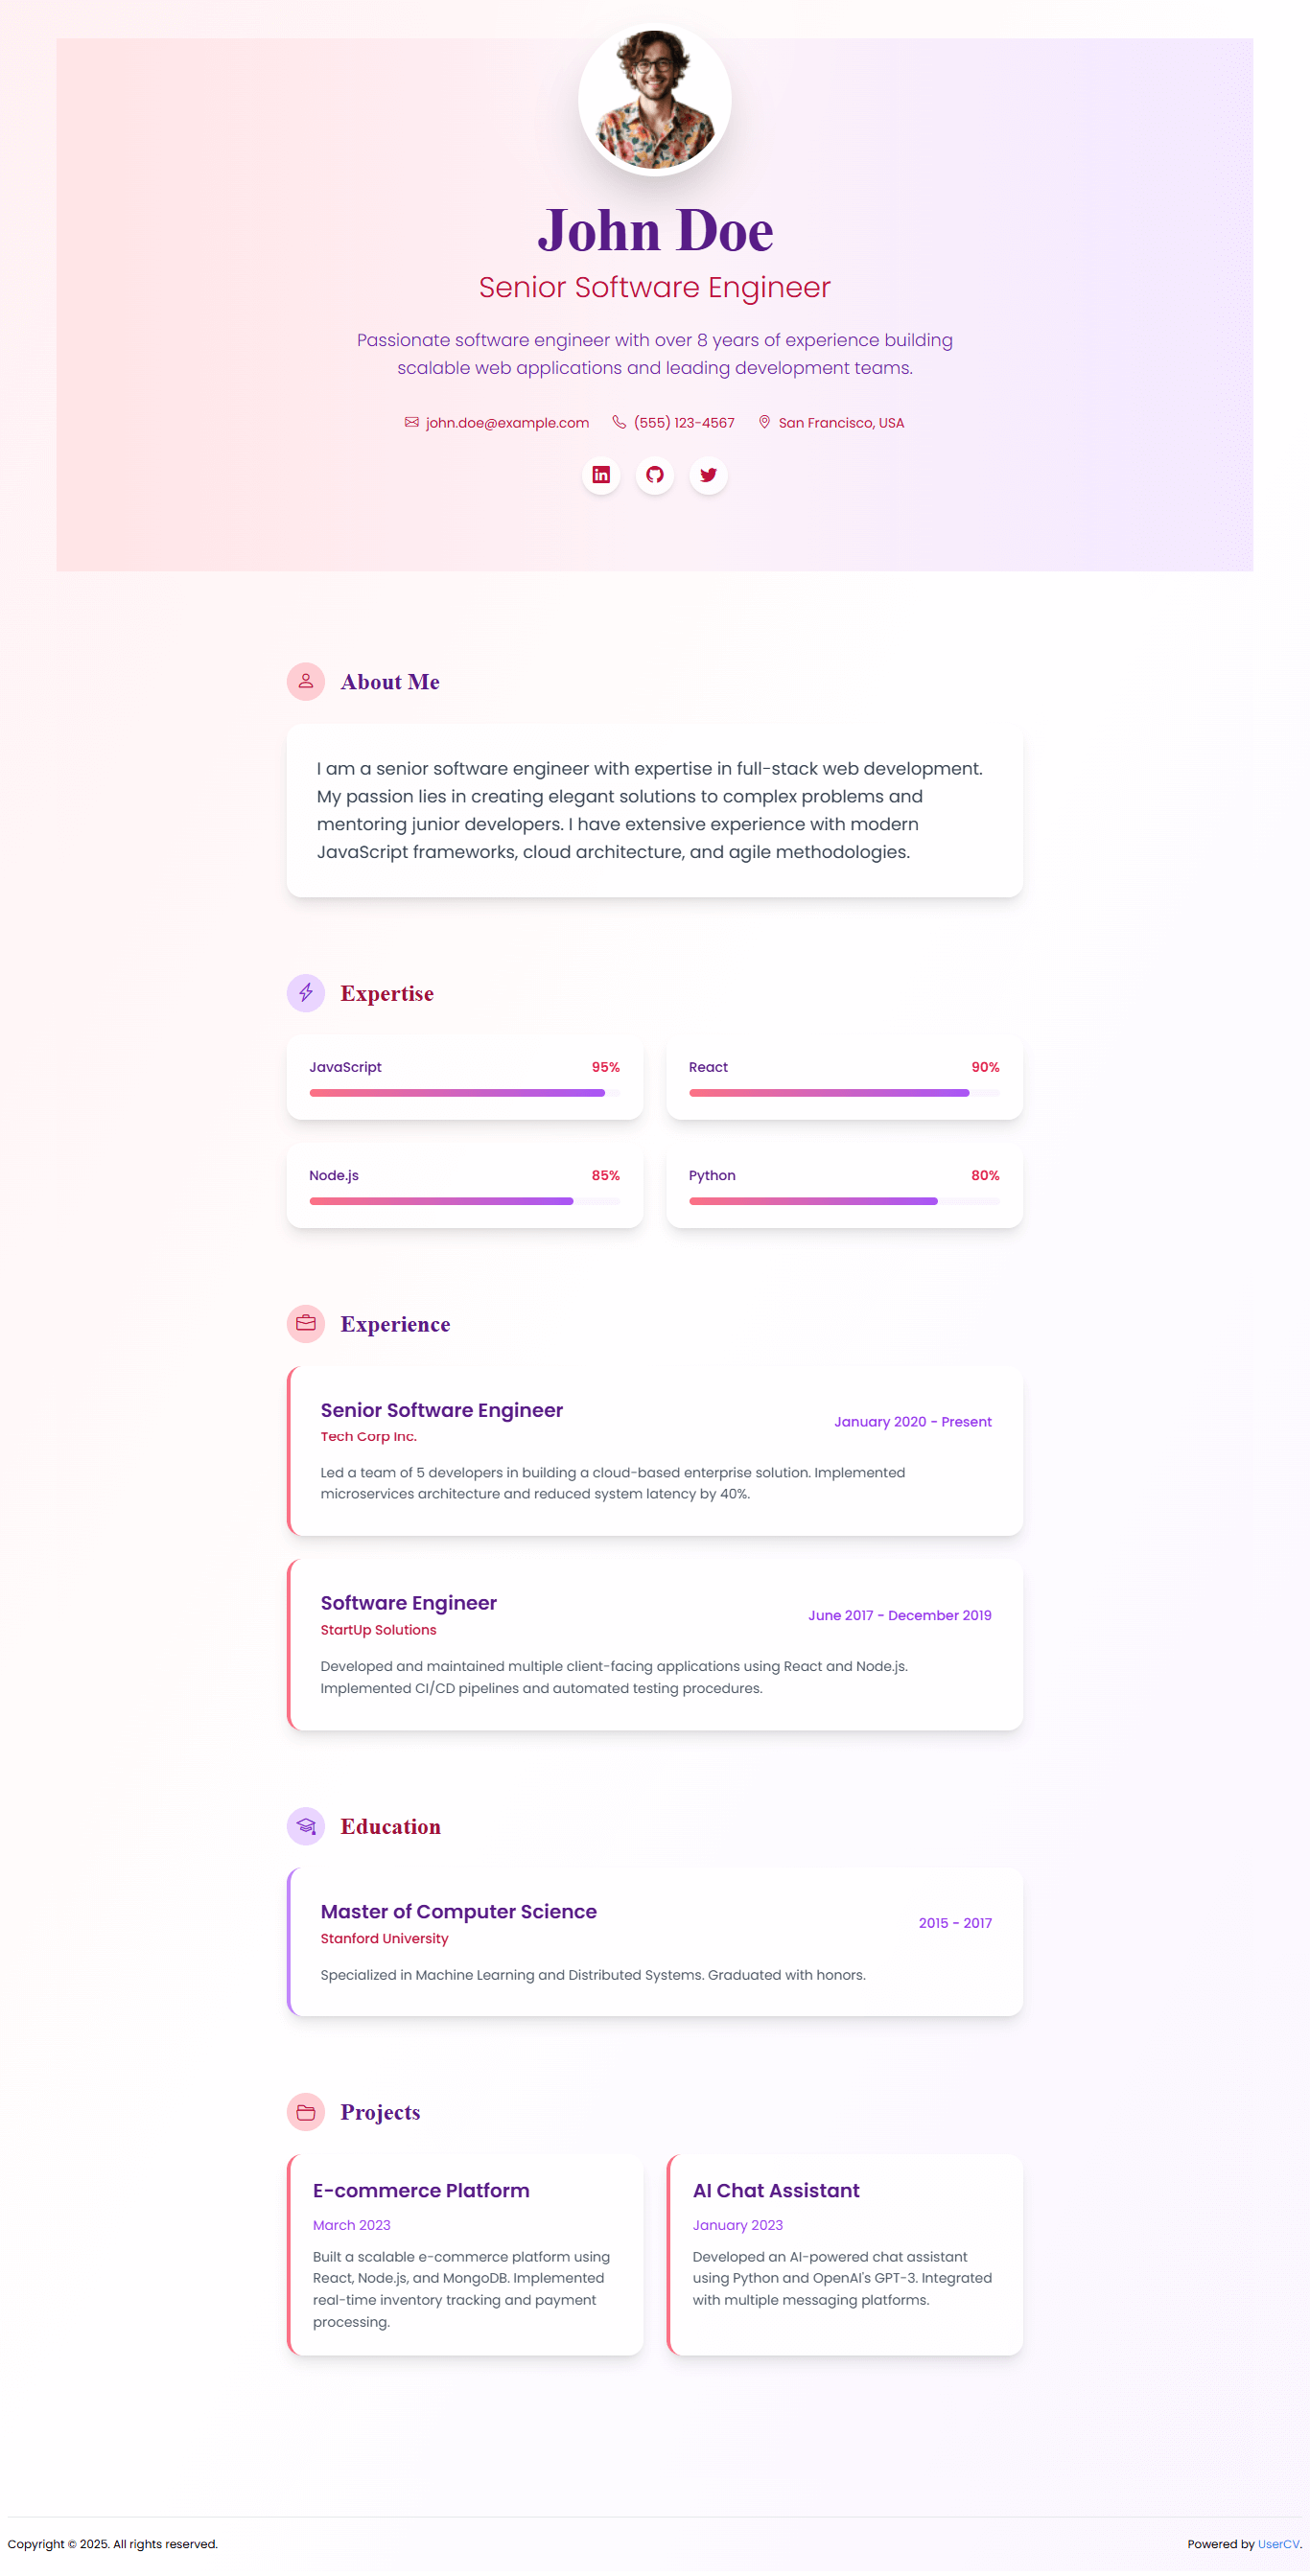 John Doe
Senior Software Engineer
Passionate software engineer with over 8 years of experience building
scalable web applications and leading development teams.
john.doe@example.com (555) 123-4567 San Francisco, USA
About Me
I am a senior software engineer with expertise in full-stack web development.
My passion lies in creating elegant solutions to complex problems and
mentoring junior developers. I have extensive experience with modern
JavaScript frameworks, cloud architecture, and agile methodologies.
Expertise
JavaScript 95%
React 90%
Node.js 85%
Python 80%
Experience
Senior Software Engineer
January 2020 - Present
Tech Corp Inc.
Led a team of 5 developers in building a cloud-based enterprise solution. Implemented
microservices architecture and reduced system latency by 40%.
Software Engineer
June 2017 - December 2019
StartUp Solutions
Developed and maintained multiple client-facing applications using React and Node.js.
Implemented CI/CD pipelines and automated testing procedures.
Education
Master of Computer Science
2015 - 2017
Stanford University
Specialized in Machine Learning and Distributed Systems. Graduated with honors.
Projects
E-commerce Platform
March 2023
Built a scalable e-commerce platform using
React, Node.js, and MongoDB. Implemented
real-time inventory tracking and payment
processing.
AI Chat Assistant
January 2023
Developed an AI-powered chat assistant
using Python and OpenAI's GPT-3. Integrated
with multiple messaging platforms.
Copyright © 2025. All rights reserved.
Powered by UserCV.